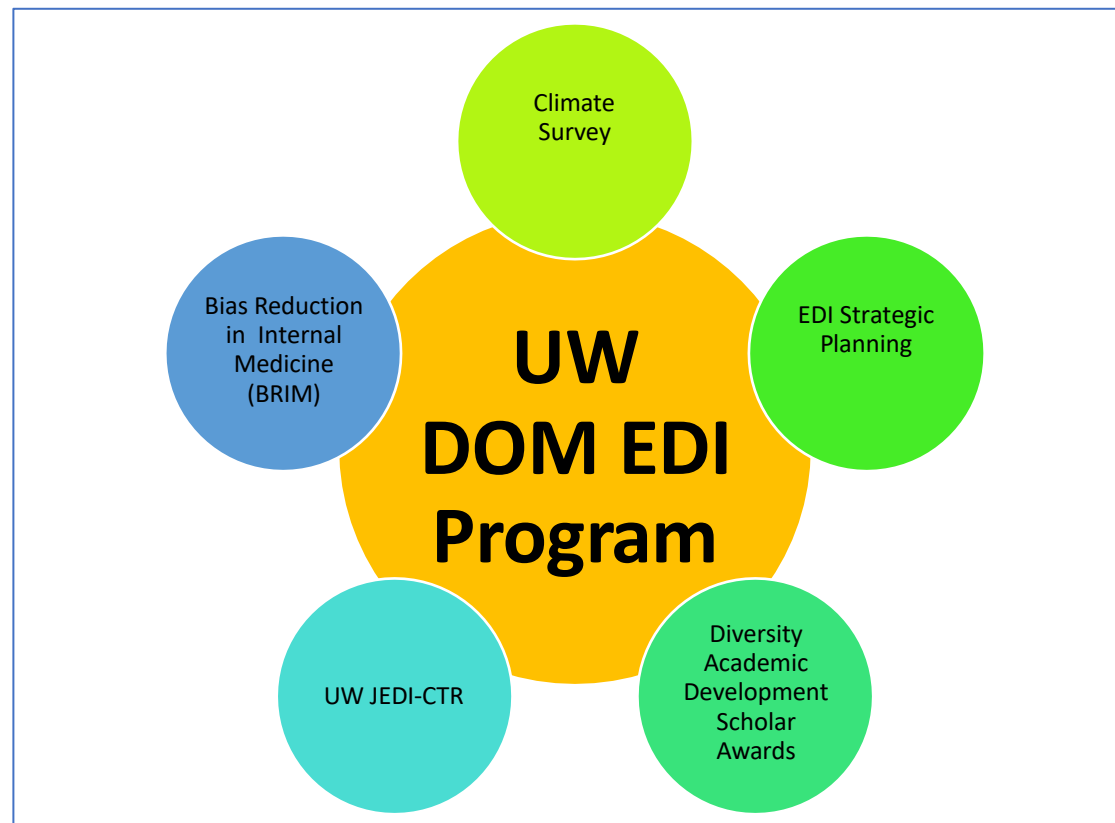 Climate
Survey
EDI Strategic
Planning
Diversity
Academic
Development
Scholar
Awards
UW JEDI-CTR
Bias Reduction
in Internal
Medicine
(BRIM)
UW
DOM EDI
Program